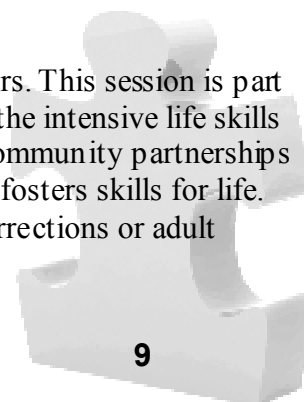 rs. This session is part
the intensive life skills
ommunity partnerships
fosters skills for life.
rrections or adult
9